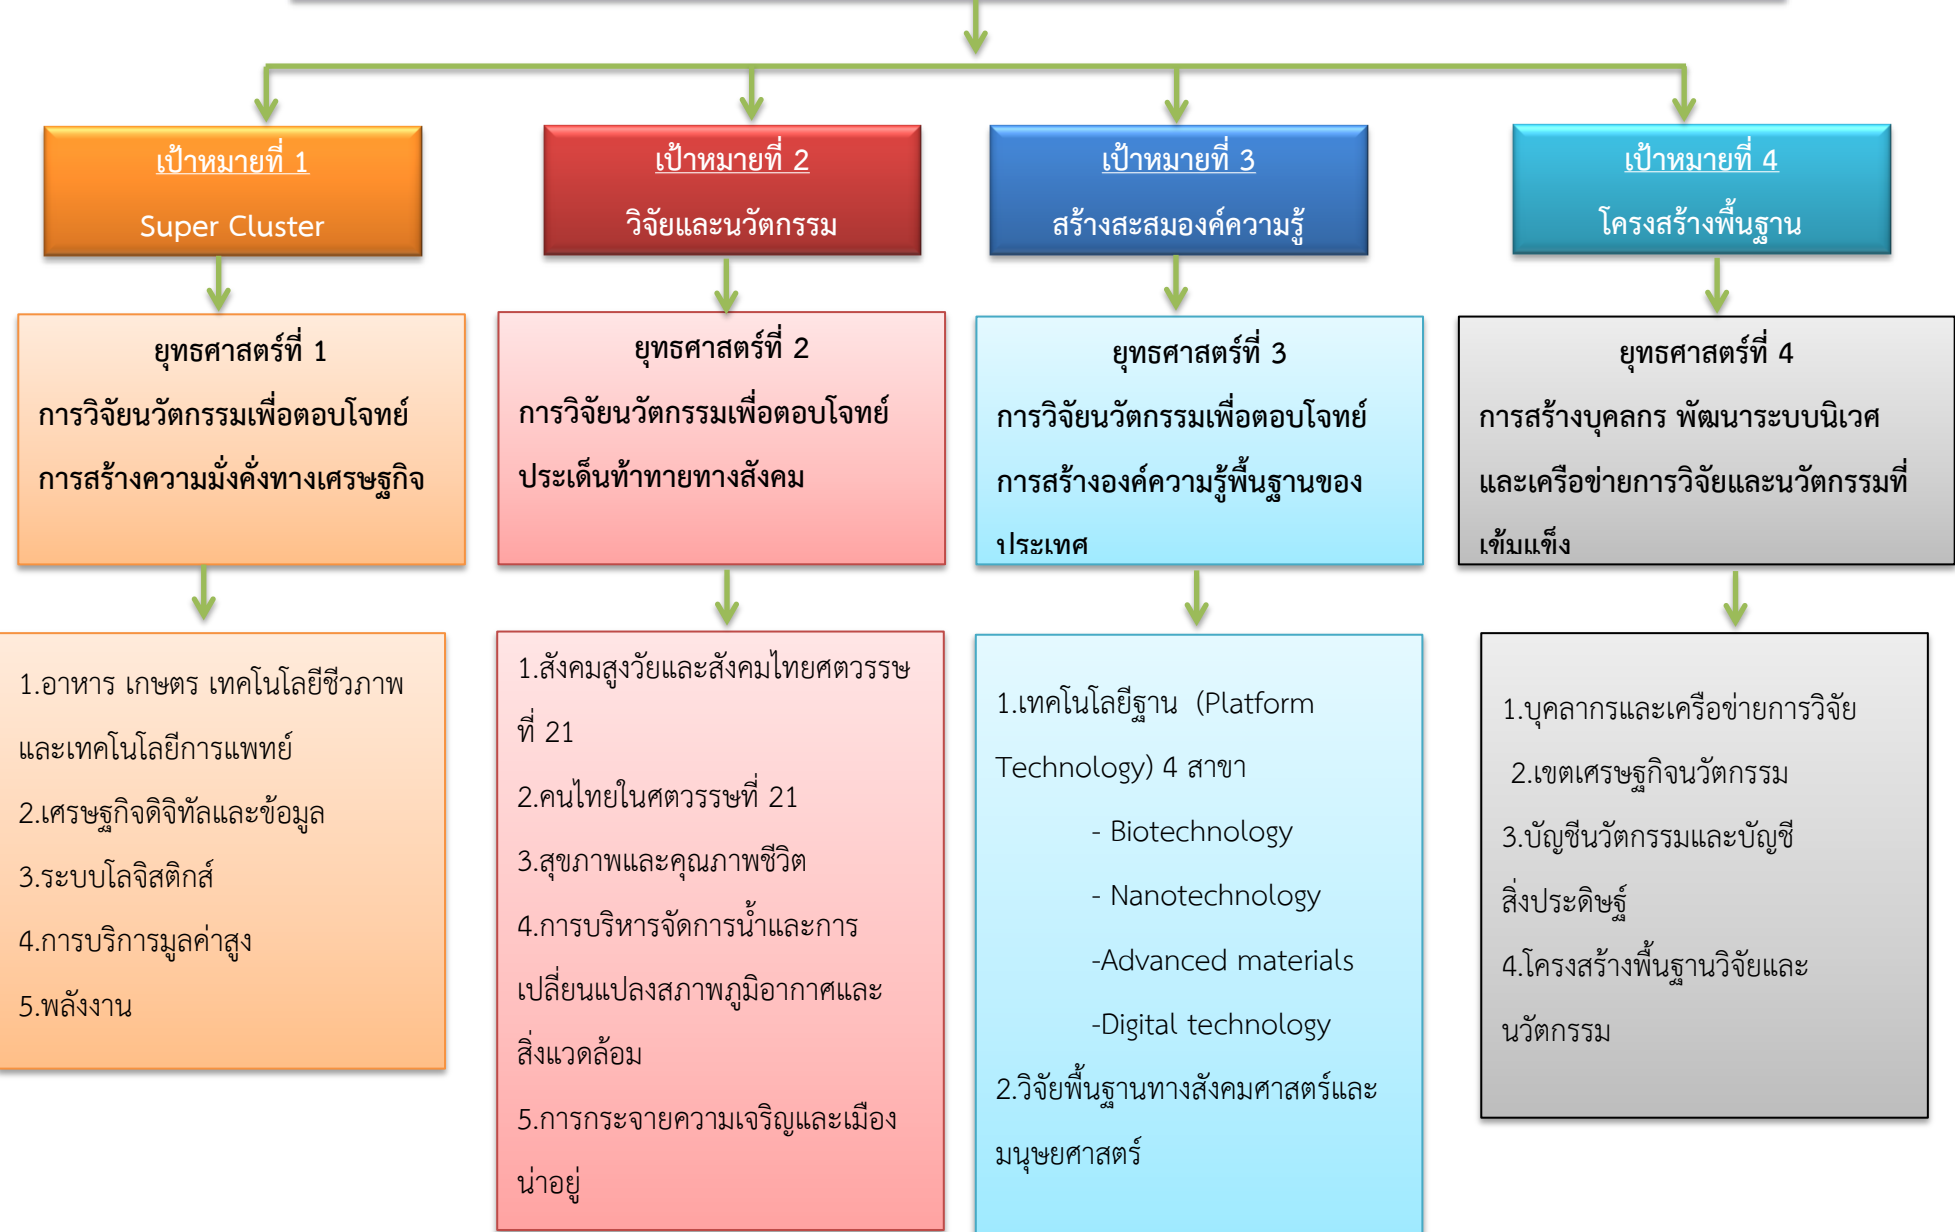 เป้าหมายที่ 1
Super Cluster
เป้าหมายที่ 2
วิจัยและนวัตกรรม
เป้าหมายที่ 3
สร้างสะสมองค์ความรู้
เป้าหมายที่ 4
โครงสร้างพื้นฐาน
ยุทธศาสตร์ที่ 1
การวิจัยนวัตกรรมเพื่อตอบโจทย์
การสร้างความมั่งคั่งทางเศรษฐกิจ
ยุทธศาสตร์ที่ 2
การวิจัยนวัตกรรมเพื่อตอบโจทย์
ประเด็นท้าทายทางสังคม
ยุทธศาสตร์ที่ 3
การวิจัยนวัตกรรมเพื่อตอบโจทย์
การสร้างองค์ความรู้พื้นฐานของ
ประเทศ
ยุทธศาสตร์ที่ 4
การสร้างบุคลกร พัฒนาระบบนิเวศ
และเครือข่ายการวิจัยและนวัตกรรมที่
เข้มแข็ง
1.อาหาร เกษตร เทคโนโลยีชีวภาพ
และเทคโนโลยีการแพทย์
2.เศรษฐกิจดิจิทัลและข้อมูล
3.ระบบโลจิสติกส์
4.การบริการมูลค่าสูง
5.พลังงาน
1.สังคมสูงวัยและสังคมไทยศตวรรษ
ที่ 21
2.คนไทยในศตวรรษที่ 21
3.สุขภาพและคุณภาพชีวิต
4.การบริหารจัดการน้ำและการ
เปลี่ยนแปลงสภาพภูมิอากาศและ
สิ่งแวดล้อม
5.การกระจายความเจริญและเมือง
น่าอยู่
1.เทคโนโลยีฐาน (Platform
Technology) 4 สาขา
- Biotechnology
- Nanotechnology
-Advanced materials
-Digital technology
2.วิจัยพื้นฐานทางสังคมศาสตร์และ
มนุษยศาสตร์
1.บุคลากรและเครือข่ายการวิจัย
2.เขตเศรษฐกิจนวัตกรรม
3.บัญชีนวัตกรรมและบัญชี
สิ่งประดิษฐ์
4.โครงสร้างพื้นฐานวิจัยและ
นวัตกรรม